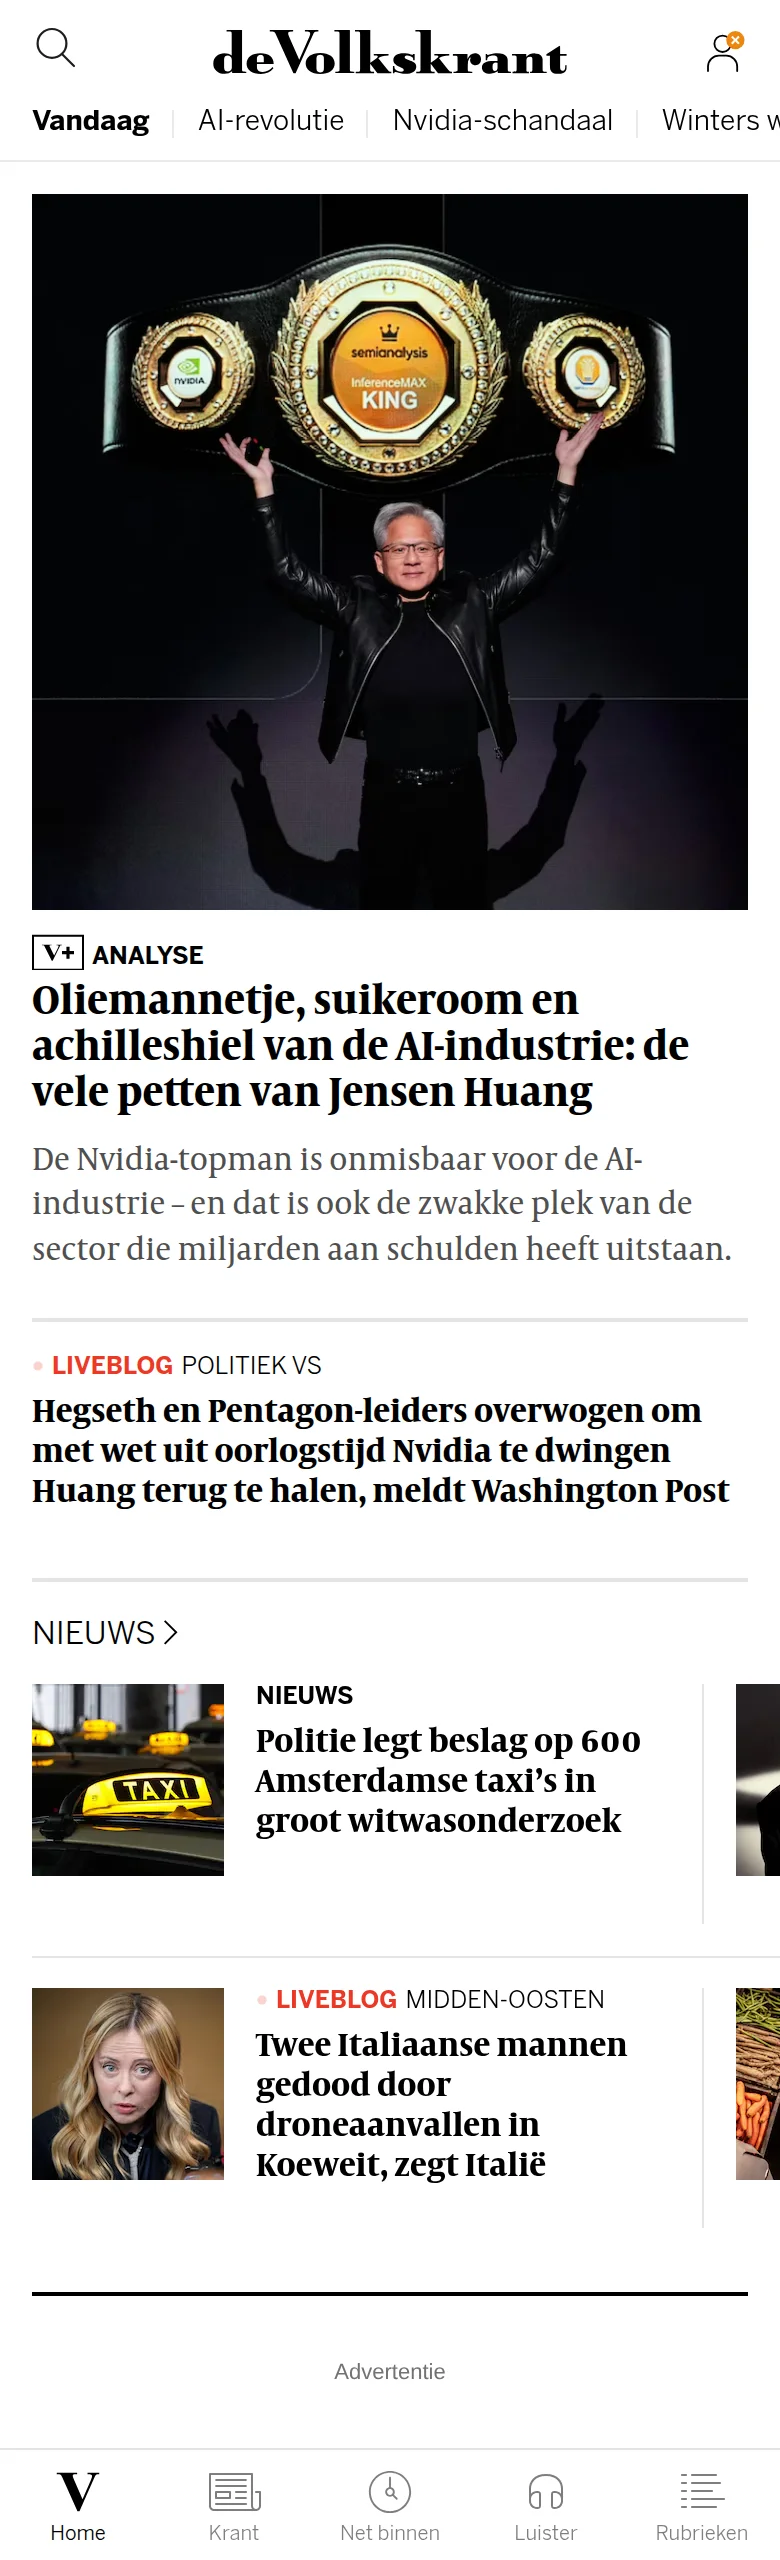 deVolkskrant
Vandaag
AI-revolutie
Nvidia-schandaal
Winters w
semianalysis
InferenceMAX
KING
NVIDIA
V+ ANALYSE
Oliemannetje, suikeroom en
achilleshiel van de AI-industrie: de
vele petten van Jensen Huang
De Nvidia-topman is onmisbaar voor de AI-
industrie – en dat is ook de zwakke plek van de
sector die miljarden aan schulden heeft uitstaan.
LIVEBLOG POLITIEK VS
Hegseth en Pentagon-leiders overwogen om
met wet uit oorlogstijd Nvidia te dwingen
Huang terug te halen, meldt Washington Post
NIEUWS
TAXI
NIEUWS
Politie legt beslag op 600
Amsterdamse taxi’s in
groot witwasonderzoek
LIVEBLOG MIDDEN-OOSTEN
Twee Italiaanse mannen
gedood door
droneaanvallen in
Koeweit, zegt Italië
Advertentie
V
Home
Krant
Net binnen
Luister
Rubrieken